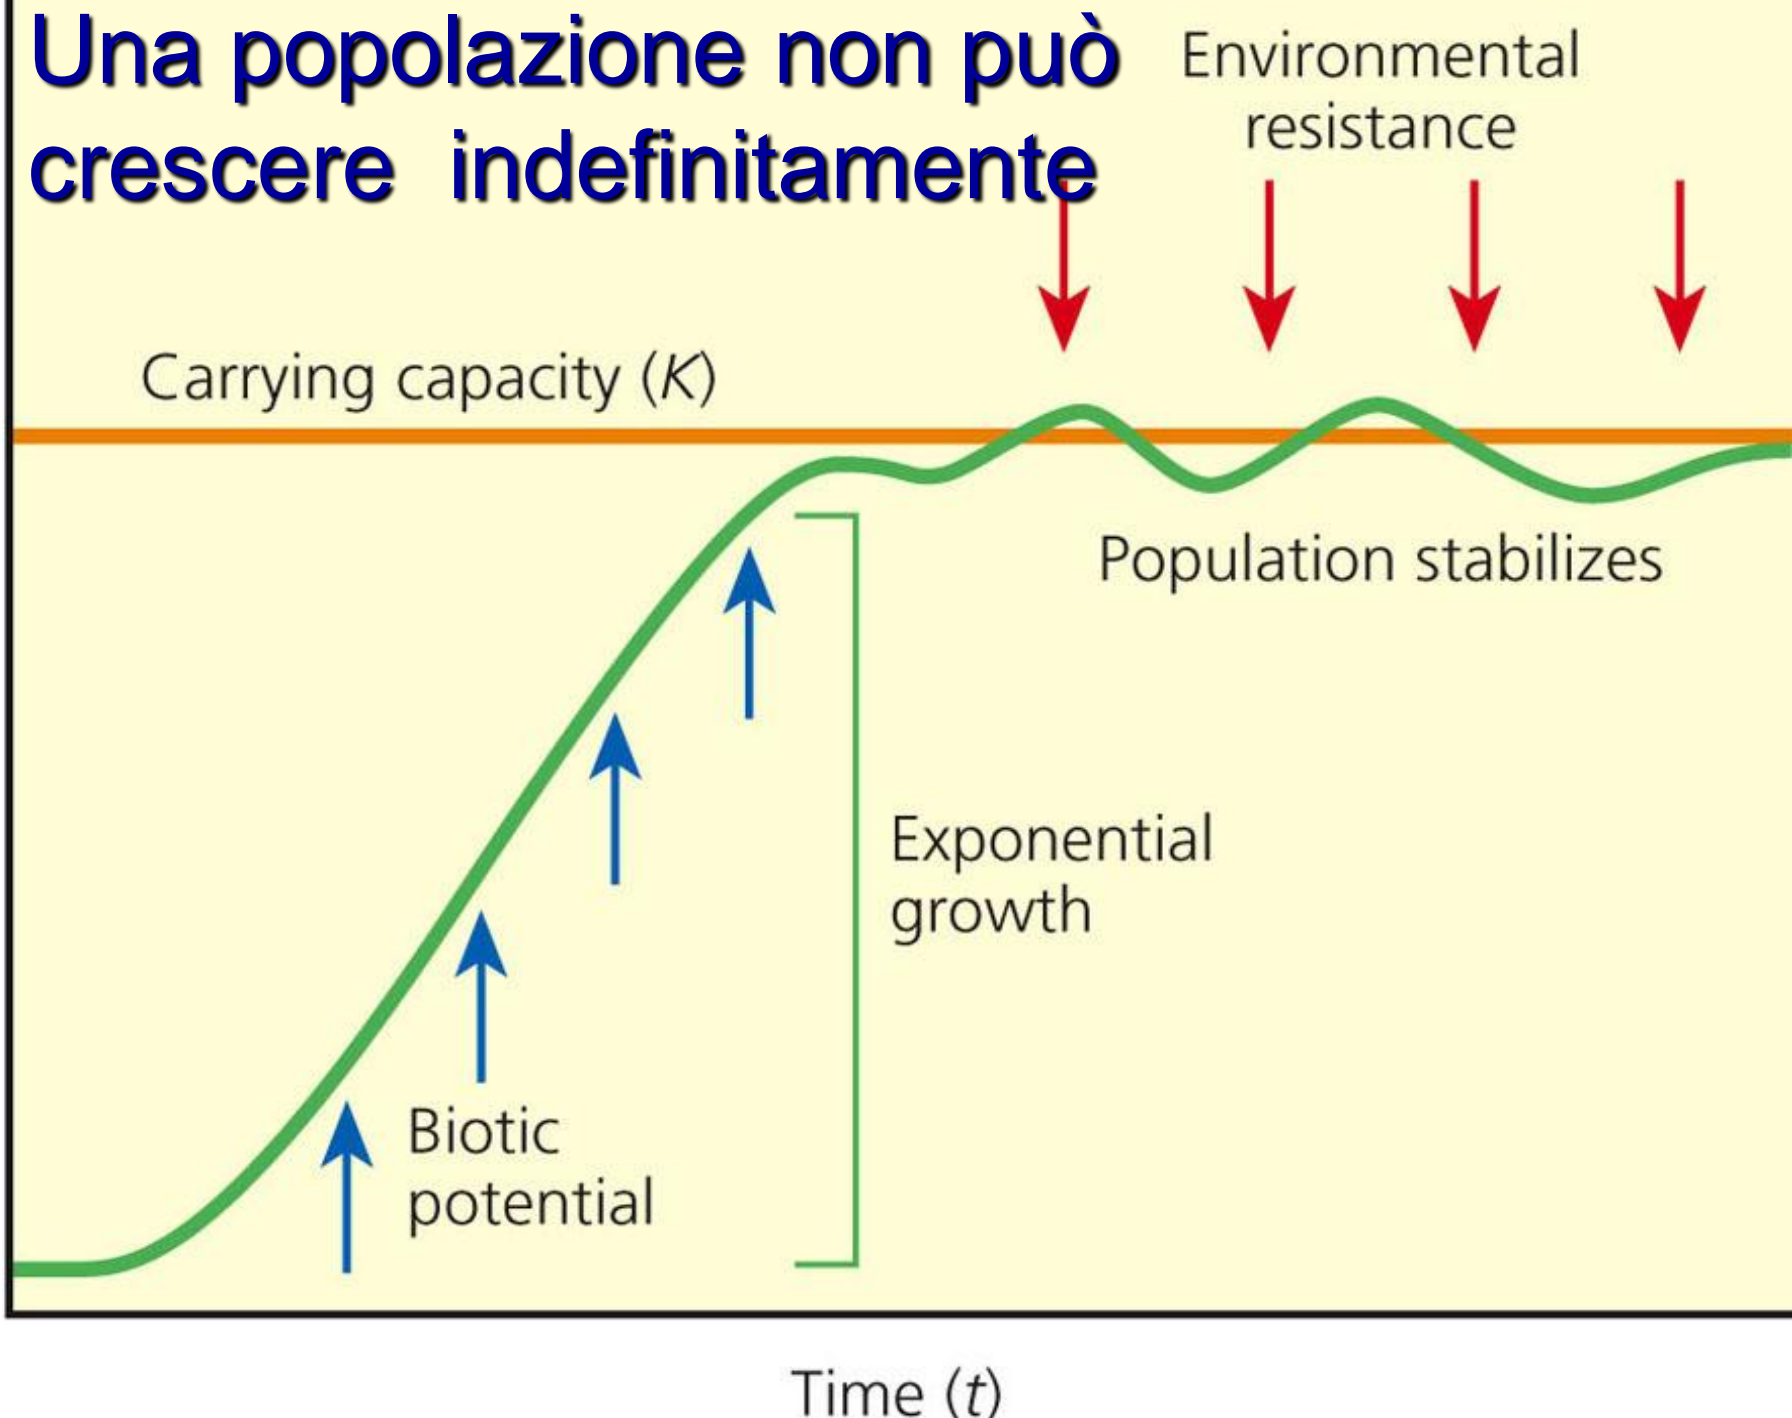 Una popolazione non può
crescere indefinitamente
Environmental
resistance
Carrying capacity (K)
Population stabilizes
Exponential
growth
Biotic
potential
Time (t)